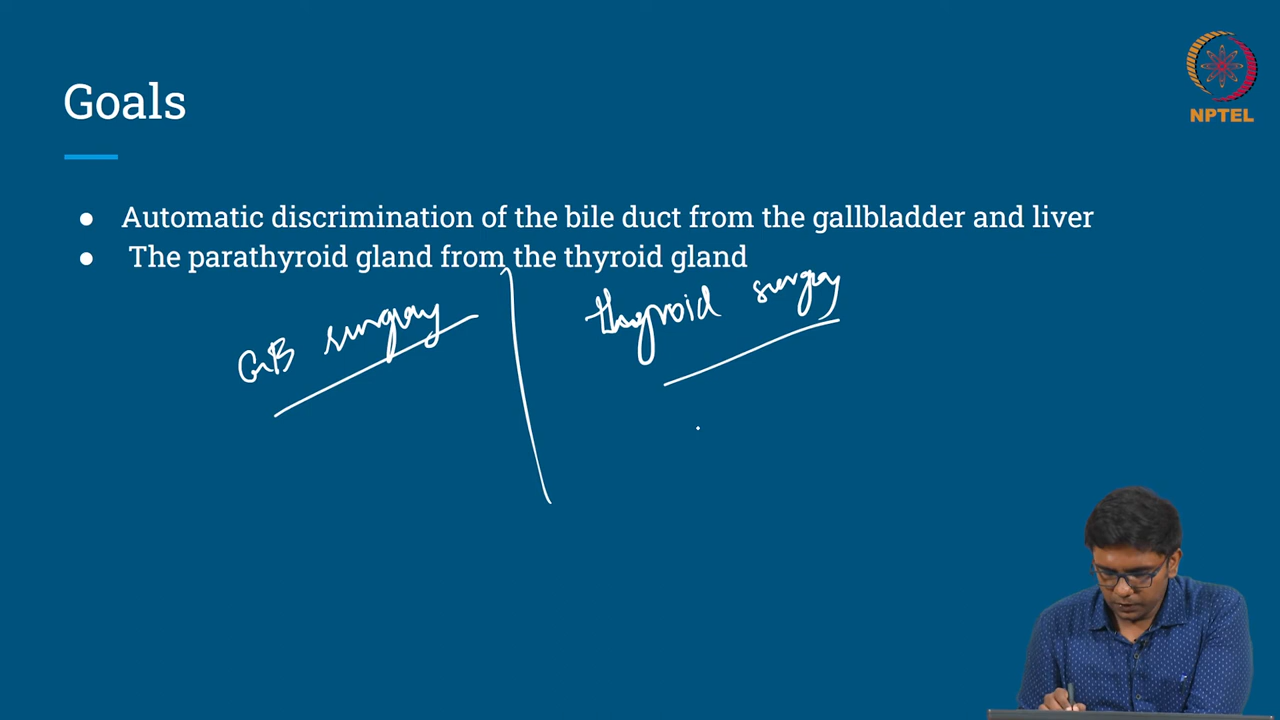 NPTEL
Goals
● Automatic discrimination of the bile duct from the gallbladder and liver
● The parathyroid gland from the thyroid gland
GB surgery
thyroid surgery